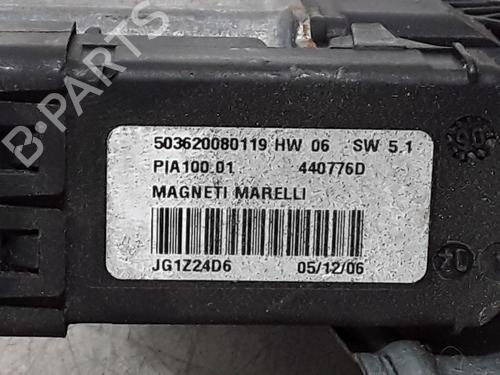 B-PARTS
503620080119 HW 06 SW 5.1
PIA100.01 440776D
MAGNETI MARELLI
JG1Z24D6 05/12/06